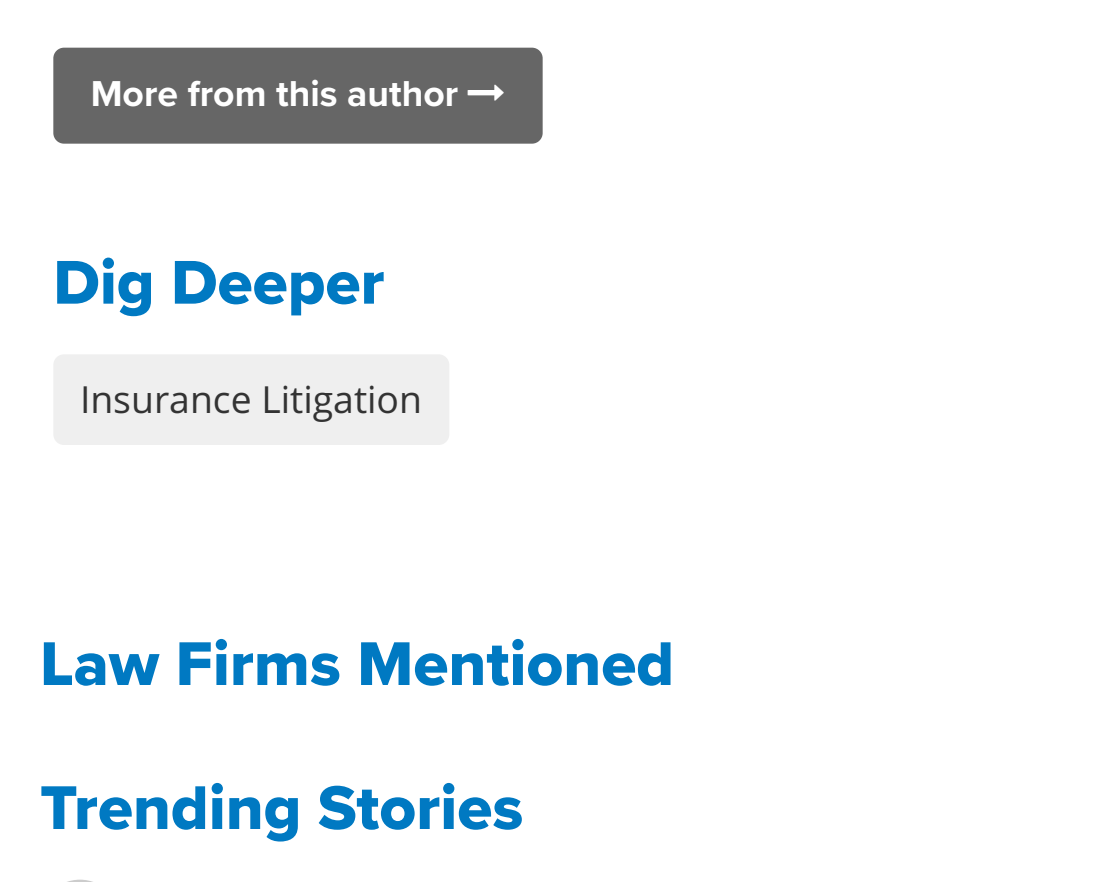 More from this author →
Dig Deeper
Insurance Litigation
Law Firms Mentioned
Trending Stories